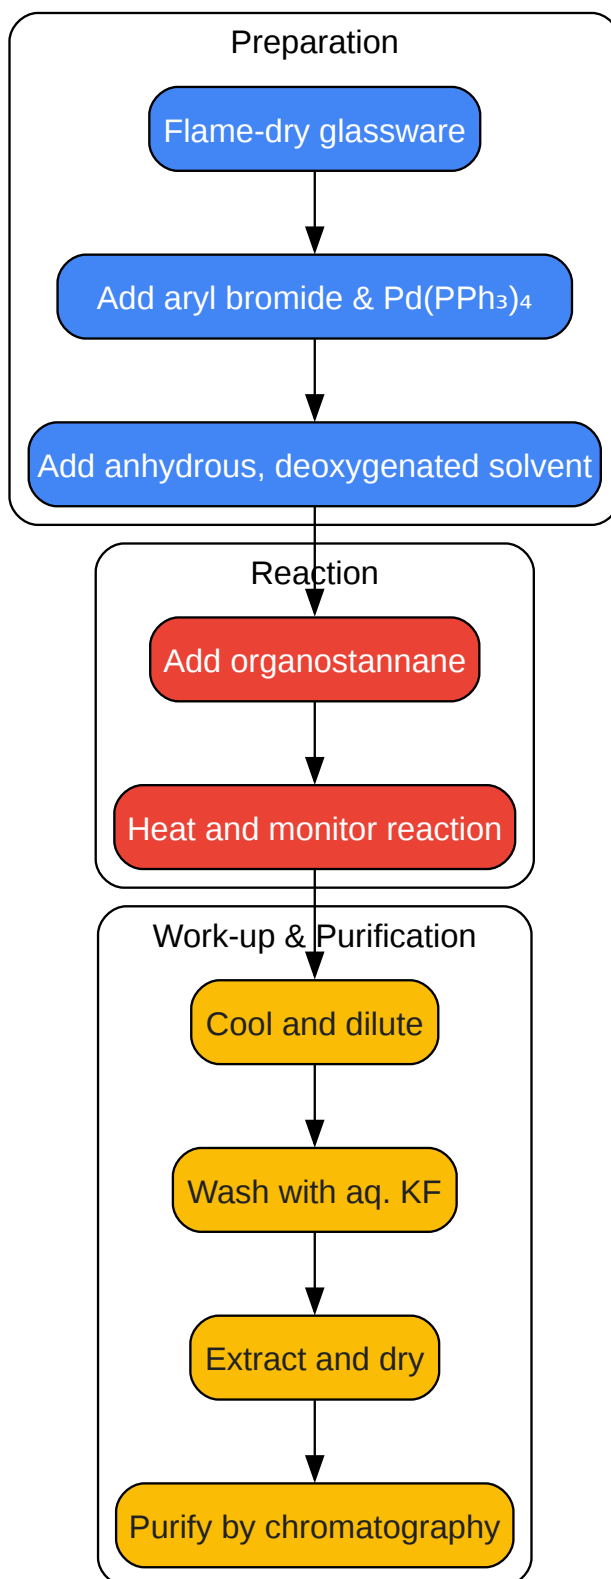 Preparation
Flame-dry glassware
Add aryl bromide & Pd(PPh₃)₄
Add anhydrous, deoxygenated solvent
Reaction
Add organostannane
Heat and monitor reaction
Work-up & Purification
Cool and dilute
Wash with aq. KF
Extract and dry
Purify by chromatography